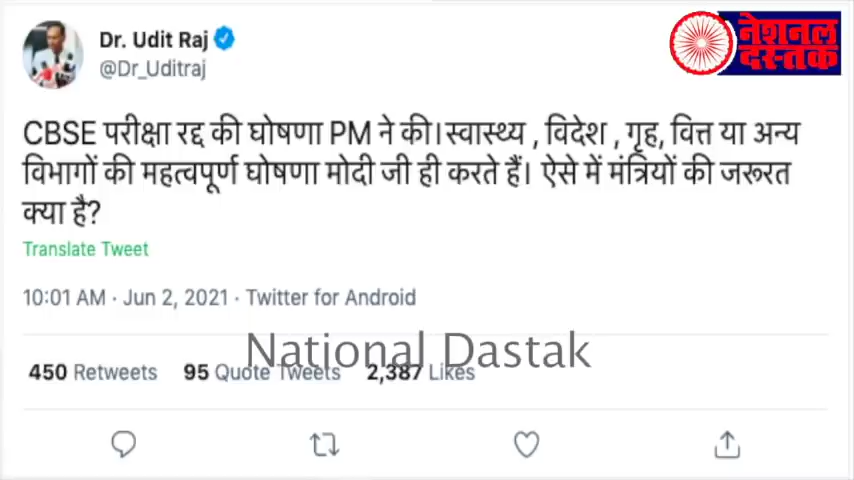 Dr. Udit Raj
@Dr_Uditraj
नेशनल
दस्तक
CBSE परीक्षा रद्द की घोषणा PM ने की।स्वास्थ्य , विदेश , गृह, वित्त या अन्य
विभागों की महत्वपूर्ण घोषणा मोदी जी ही करते हैं। ऐसे में मंत्रियों की जरूरत
क्या है?
Translate Tweet
10:01 AM · Jun 2, 2021 · Twitter for Android
National Dastak
450 Retweets 95 Quote Tweets 2,387 Likes